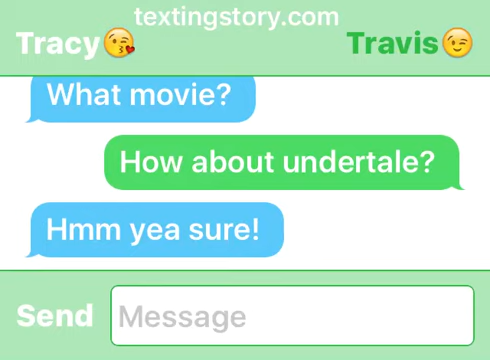 textingstory.com
Tracy😘 Travis😉
What movie?
How about undertale?
Hmm yea sure!
Send Message